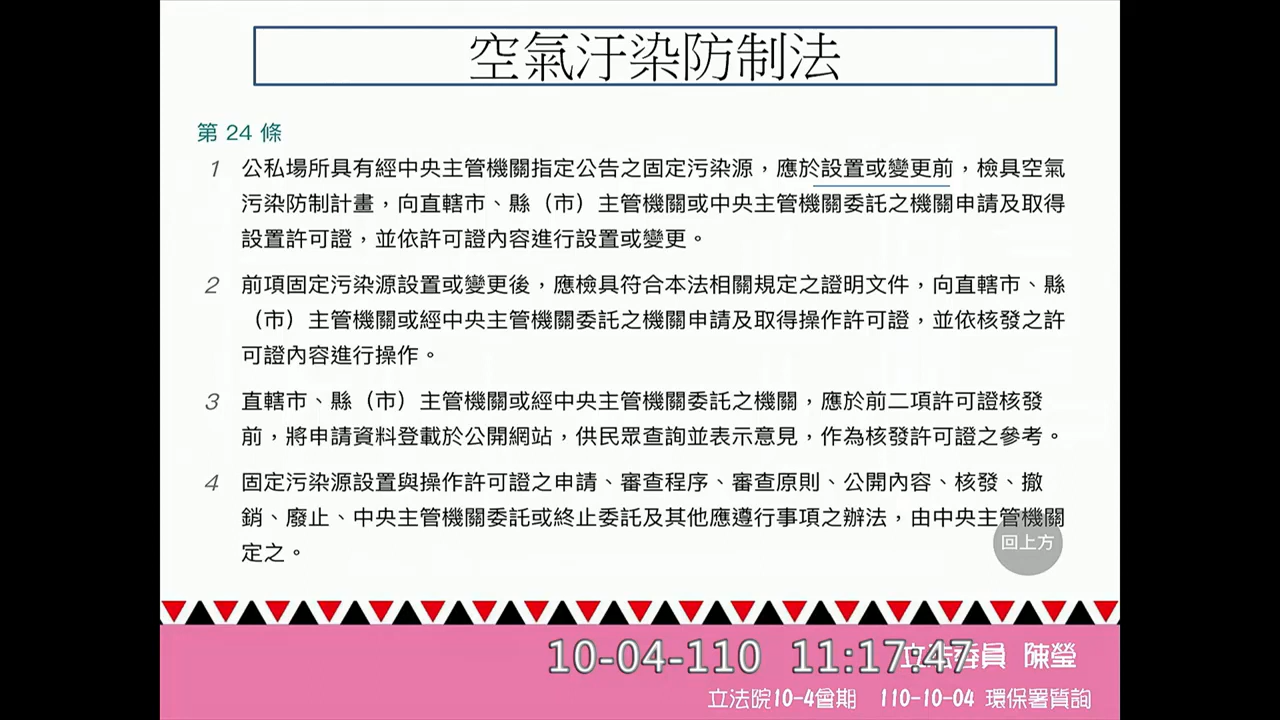 空氣汙染防制法
第 24 條
1 公私場所具有經中央主管機關指定公告之固定污染源，應於設置或變更前，檢具空氣
污染防制計畫，向直轄市、縣（市）主管機關或中央主管機關委託之機關申請及取得
設置許可證，並依許可證內容進行設置或變更。
2 前項固定污染源設置或變更後，應檢具符合本法相關規定之證明文件，向直轄市、縣
（市）主管機關或經中央主管機關委託之機關申請及取得操作許可證，並依核發之許
可證內容進行操作。
3 直轄市、縣（市）主管機關或經中央主管機關委託之機關，應於前二項許可證核發
前，將申請資料登載於公開網站，供民眾查詢並表示意見，作為核發許可證之參考。
4 固定污染源設置與操作許可證之申請、審查程序、審查原則、公開內容、核發、撤
銷、廢止、中央主管機關委託或終止委託及其他應遵行事項之辦法，由中央主管機關
定之。
回上方
10-04-110 11:17:47
立法委員 陳瑩
立法院10-4會期 110-10-04 環保署質詢